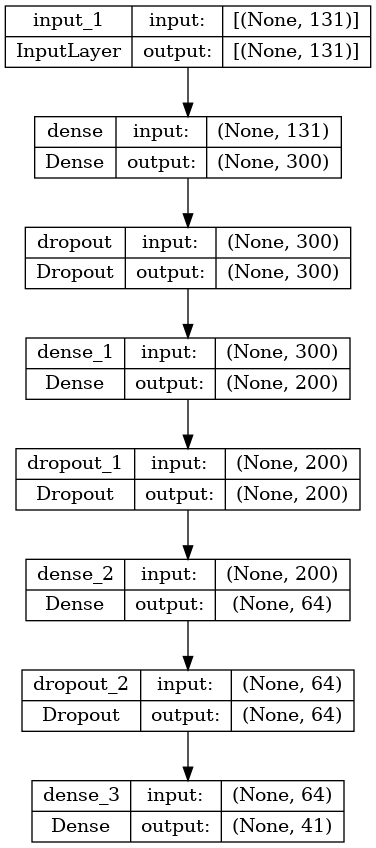 input_1 input: [(None, 131)]
InputLayer output: [(None, 131)]
dense input: (None, 131)
Dense output: (None, 300)
dropout input: (None, 300)
Dropout output: (None, 300)
dense_1 input: (None, 300)
Dense output: (None, 200)
dropout_1 input: (None, 200)
Dropout output: (None, 200)
dense_2 input: (None, 200)
Dense output: (None, 64)
dropout_2 input: (None, 64)
Dropout output: (None, 64)
dense_3 input: (None, 64)
Dense output: (None, 41)